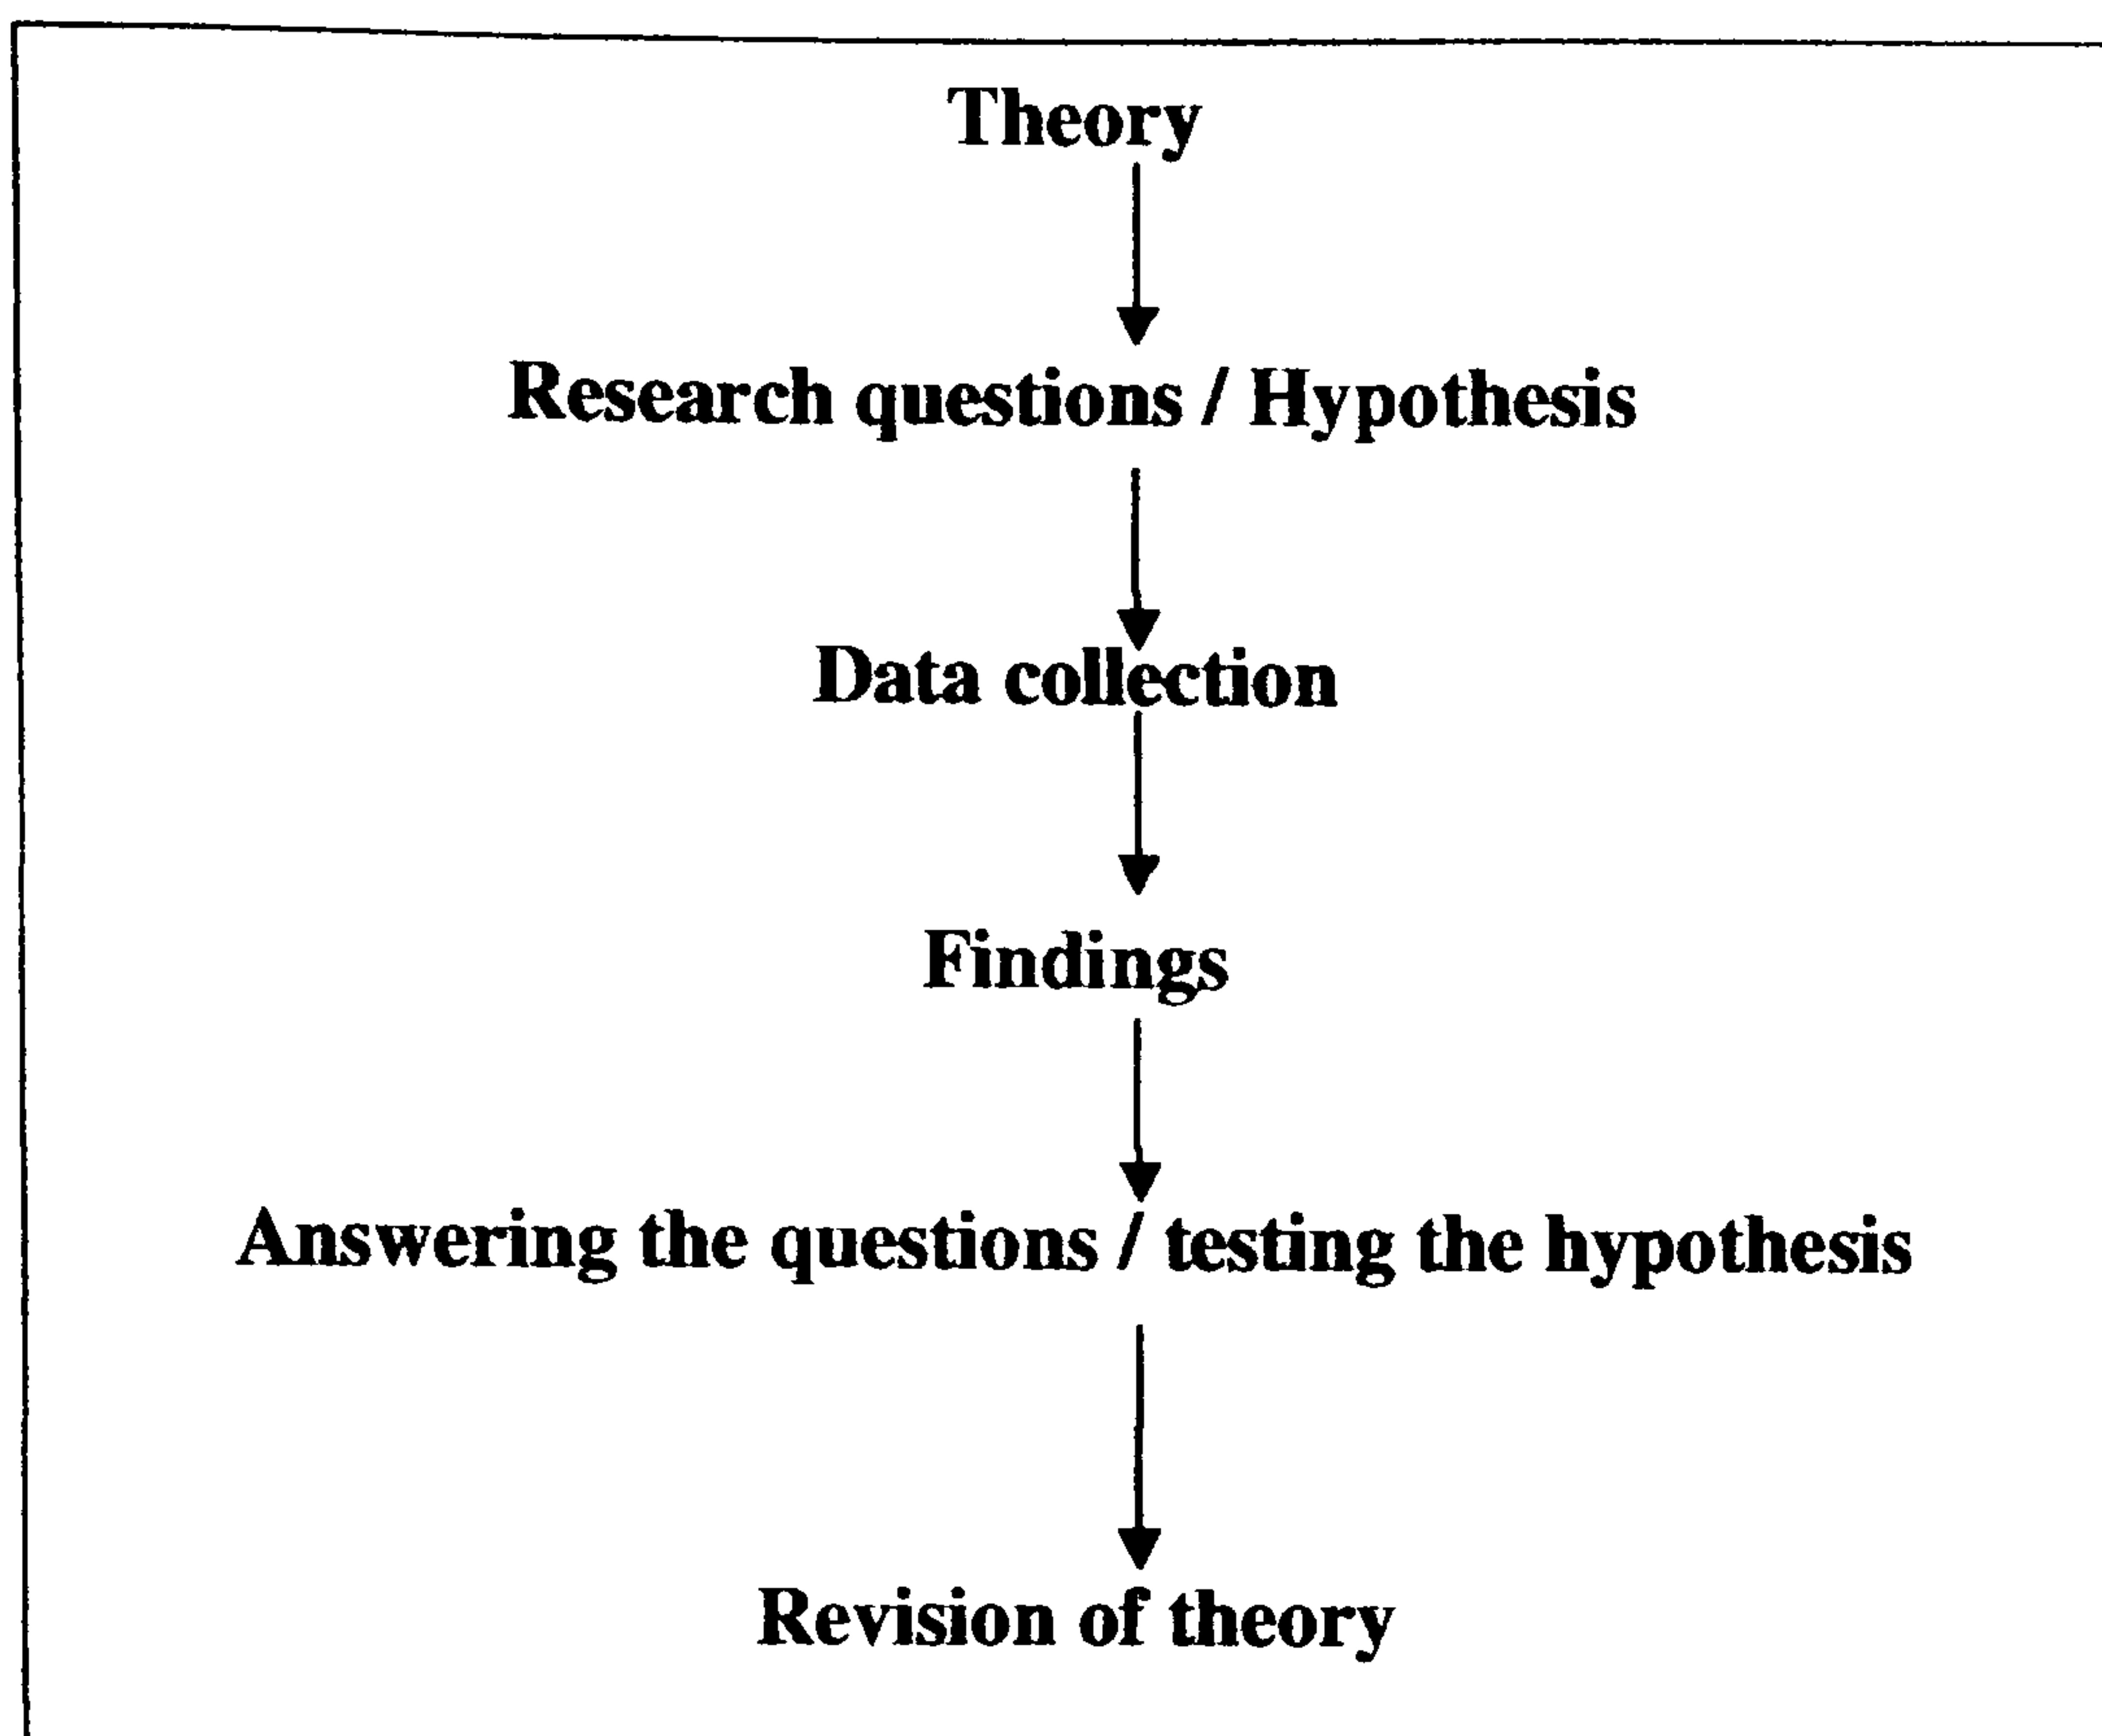 Theory
Research questions / Hypothesis
Data collection
Findings
Answering the questions / testing the hypothesis
Revision of theory